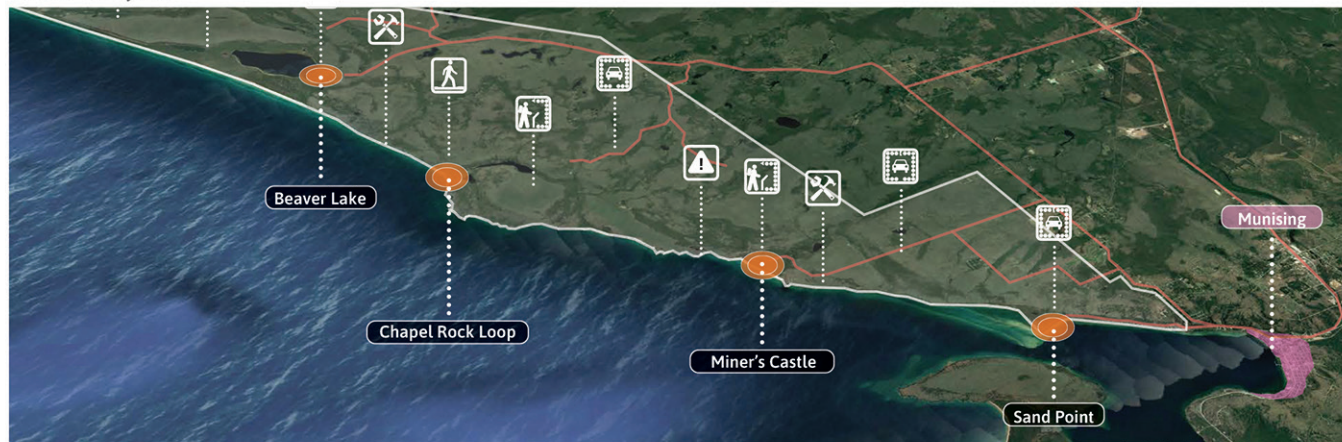 Beaver Lake
Chapel Rock Loop
Miner's Castle
Sand Point
Munising